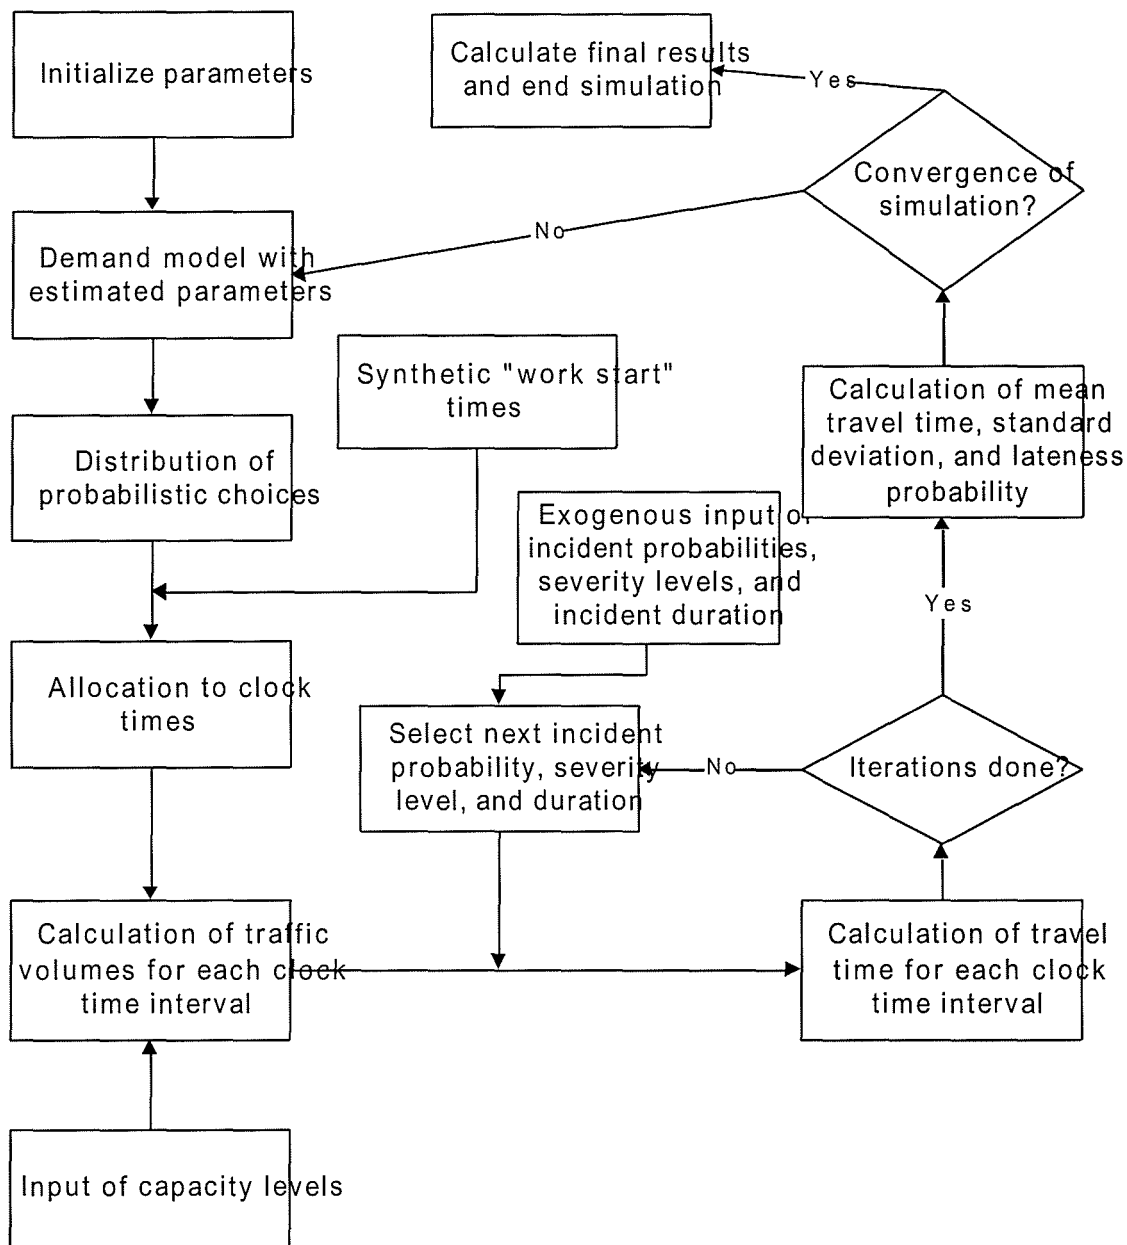 Initialize parameters
Calculate final results
and end simulation
Yes
Convergence of
simulation?
No
Demand model with
estimated parameters
Synthetic "work start"
times
Calculation of mean
travel time, standard
deviation, and lateness
probability
Distribution of
probabilistic choices
Exogenous input of
incident probabilities,
severity levels, and
incident duration
Yes
Allocation to clock
times
Select next incident
probability, severity
level, and duration
No
Iterations done?
Calculation of traffic
volumes for each clock
time interval
Calculation of travel
time for each clock
time interval
Input of capacity levels